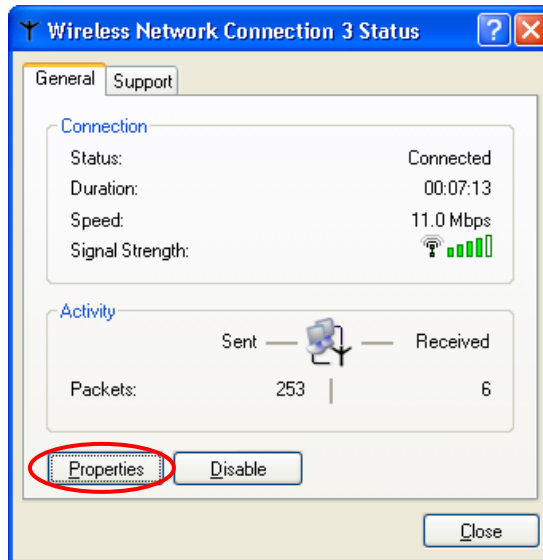 Wireless Network Connection 3 Status ?
General Support
Connection
Status: Connected
Duration: 00:07:13
Speed: 11.0 Mbps
Signal Strength:
Activity
Sent Received
Packets: 253 6
Properties Disable
Close